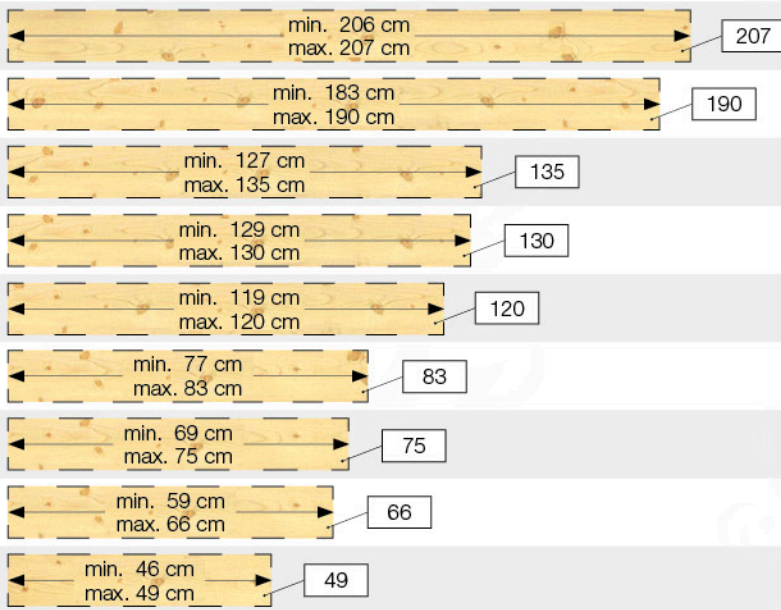 min. 206 cm
max. 207 cm
207
min. 183 cm
max. 190 cm
190
min. 127 cm
max. 135 cm
135
min. 129 cm
max. 130 cm
130
min. 119 cm
max. 120 cm
120
min. 77 cm
max. 83 cm
83
min. 69 cm
max. 75 cm
75
min. 59 cm
max. 66 cm
66
min. 46 cm
max. 49 cm
49